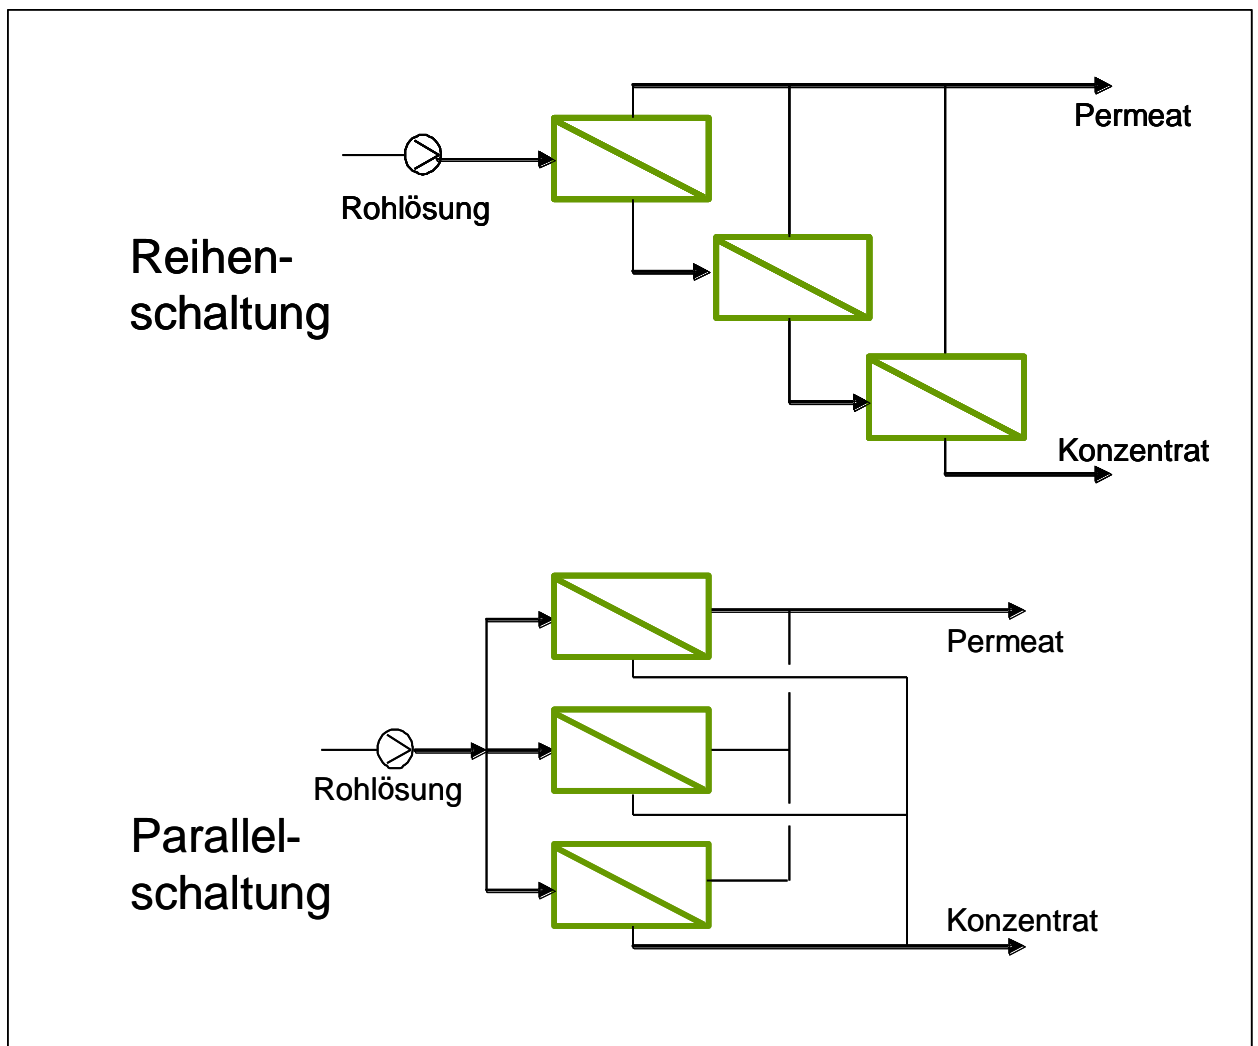 Permeat
Rohlösung
Reihen-
schaltung
Konzentrat
Permeat
Rohlösung
Parallel-
schaltung
Konzentrat